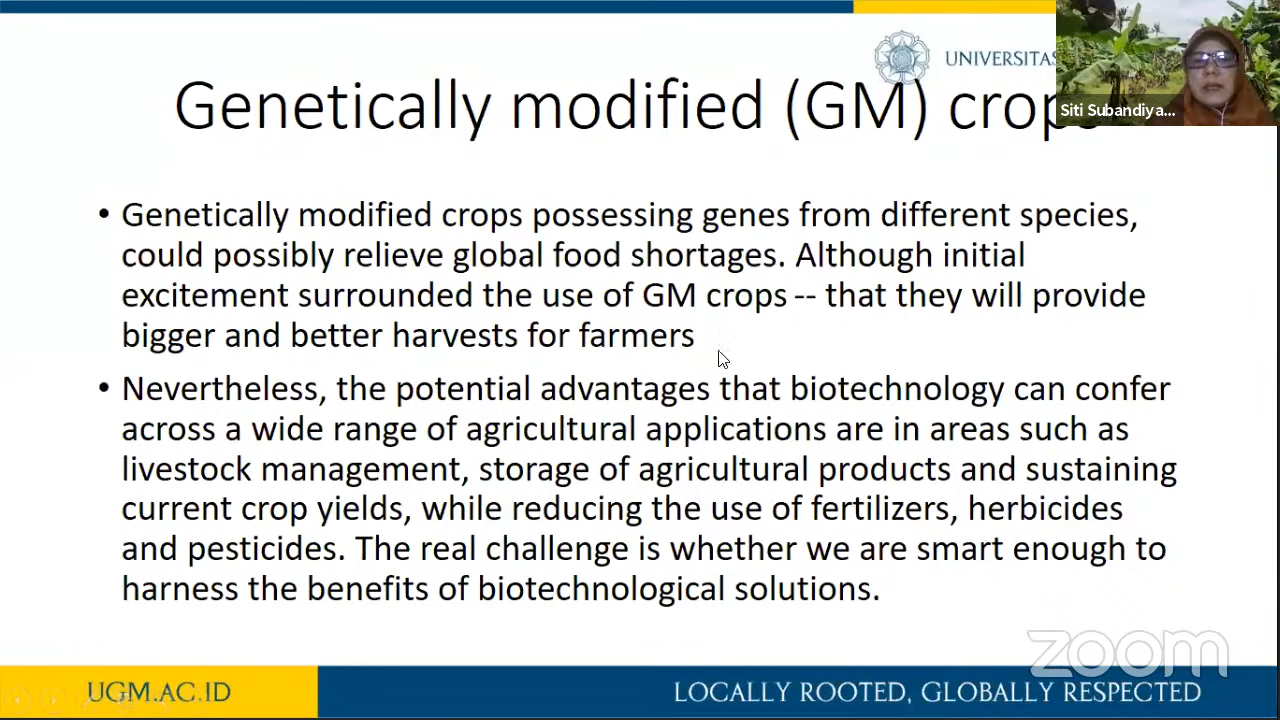 UNIVERSITAS
Siti Subandiya...
Genetically modified (GM) crops
• Genetically modified crops possessing genes from different species,
could possibly relieve global food shortages. Although initial
excitement surrounded the use of GM crops -- that they will provide
bigger and better harvests for farmers
• Nevertheless, the potential advantages that biotechnology can confer
across a wide range of agricultural applications are in areas such as
livestock management, storage of agricultural products and sustaining
current crop yields, while reducing the use of fertilizers, herbicides
and pesticides. The real challenge is whether we are smart enough to
harness the benefits of biotechnological solutions.
zoom
UGM.AC.ID
LOCALLY ROOTED, GLOBALLY RESPECTED